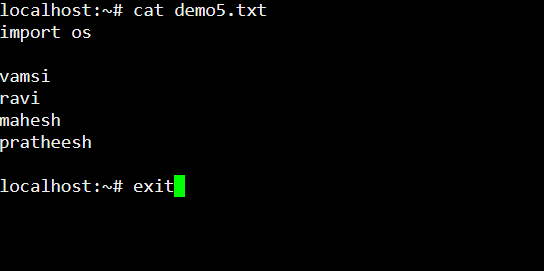 localhost:~# cat demo5.txt
import os
vamsi
ravi
mahesh
pratheesh
localhost:~# exit